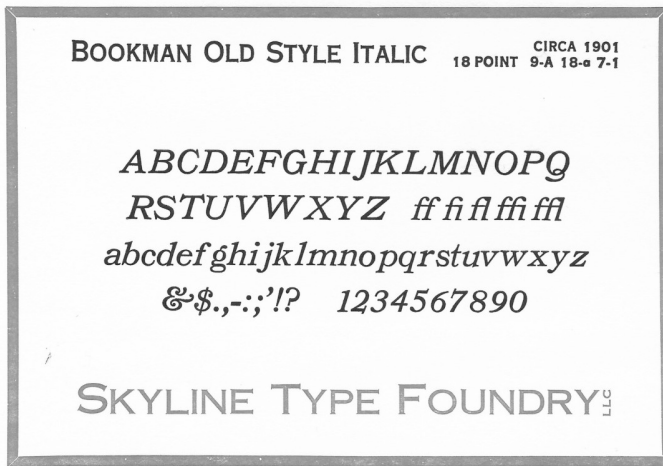 BOOKMAN OLD STYLE ITALIC
CIRCA 1901
18 POINT 9-A 18-a 7-1
ABCDEFGHIJKLMNOPQ
RSTUVWXYZ ff fi fl ffi ffl
abcdefghijklmnopqrstuvwxyz
&$.,-:;'!? 1234567890
SKYLINE TYPE FOUNDRY LLC